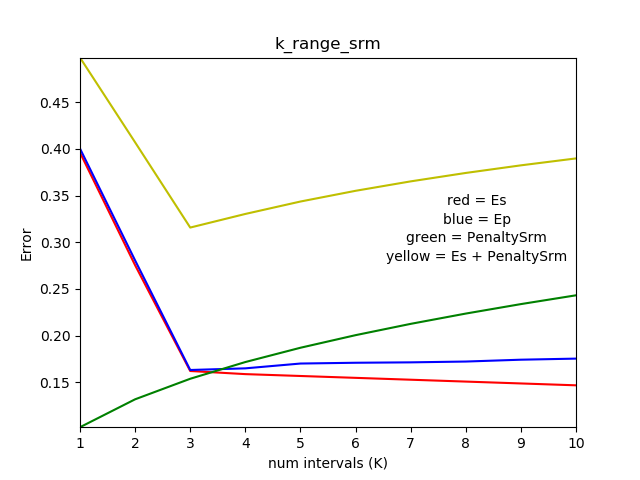 k_range_srm
0.45
0.40
0.35
0.30
0.25
0.20
0.15
Error
red = Es
blue = Ep
green = PenaltySrm
yellow = Es + PenaltySrm
1 2 3 4 5 6 7 8 9 10
num intervals (K)